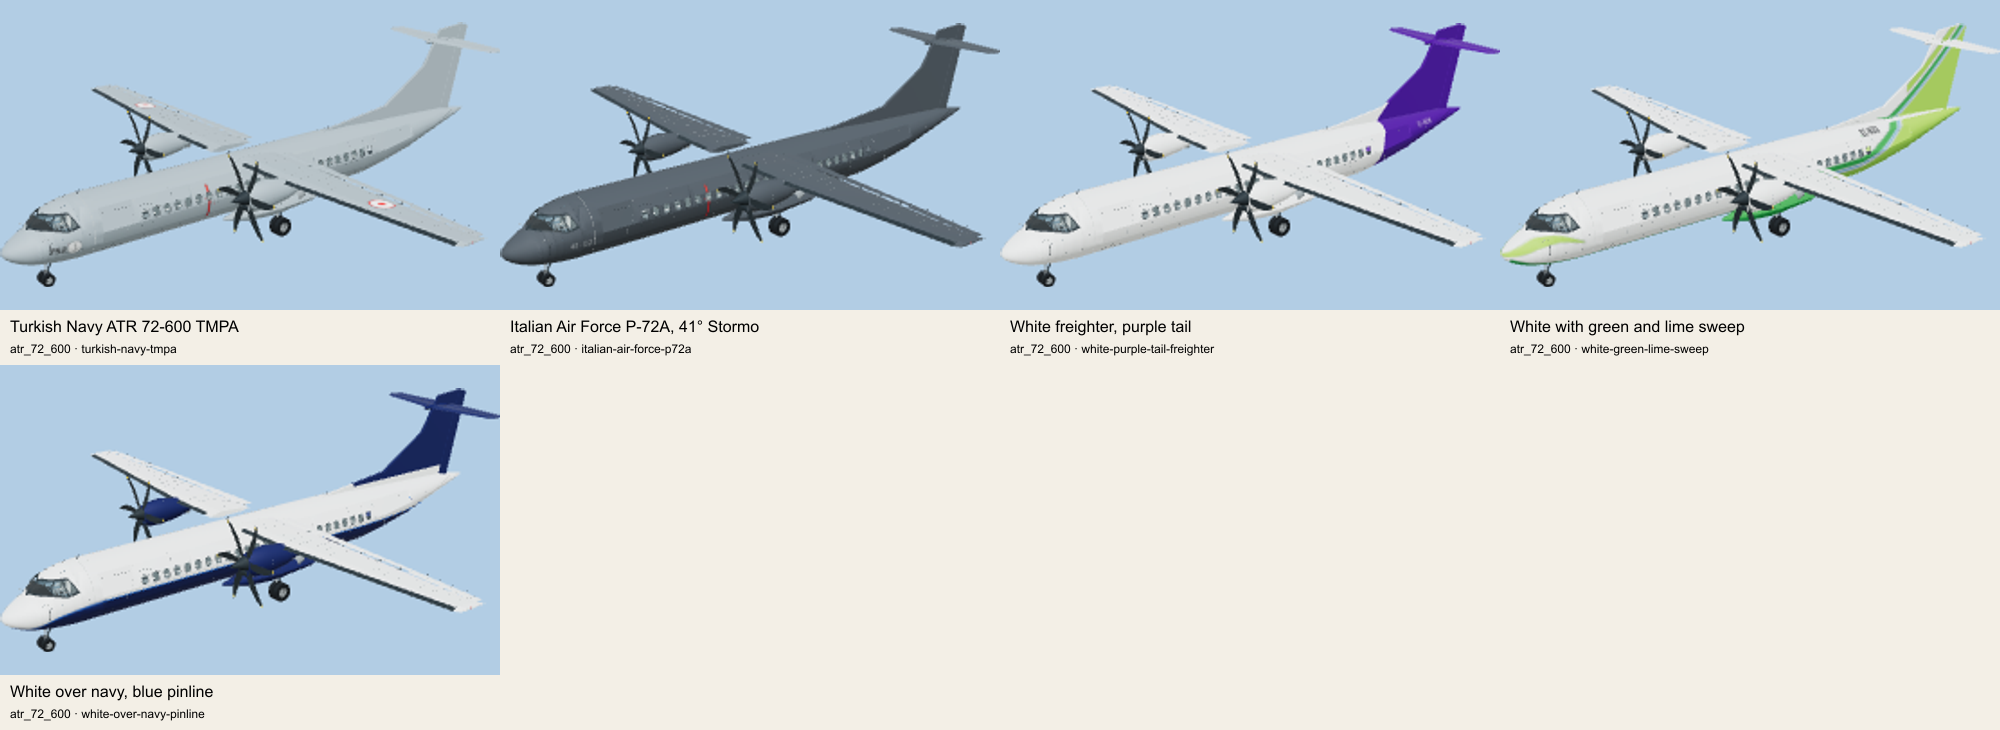 Turkish Navy ATR 72-600 TMPA
atr_72_600 · turkish-navy-tmpa
Italian Air Force P-72A, 41° Stormo
atr_72_600 · italian-air-force-p72a
White freighter, purple tail
atr_72_600 · white-purple-tail-freighter
White with green and lime sweep
atr_72_600 · white-green-lime-sweep
White over navy, blue pinline
atr_72_600 · white-over-navy-pinline